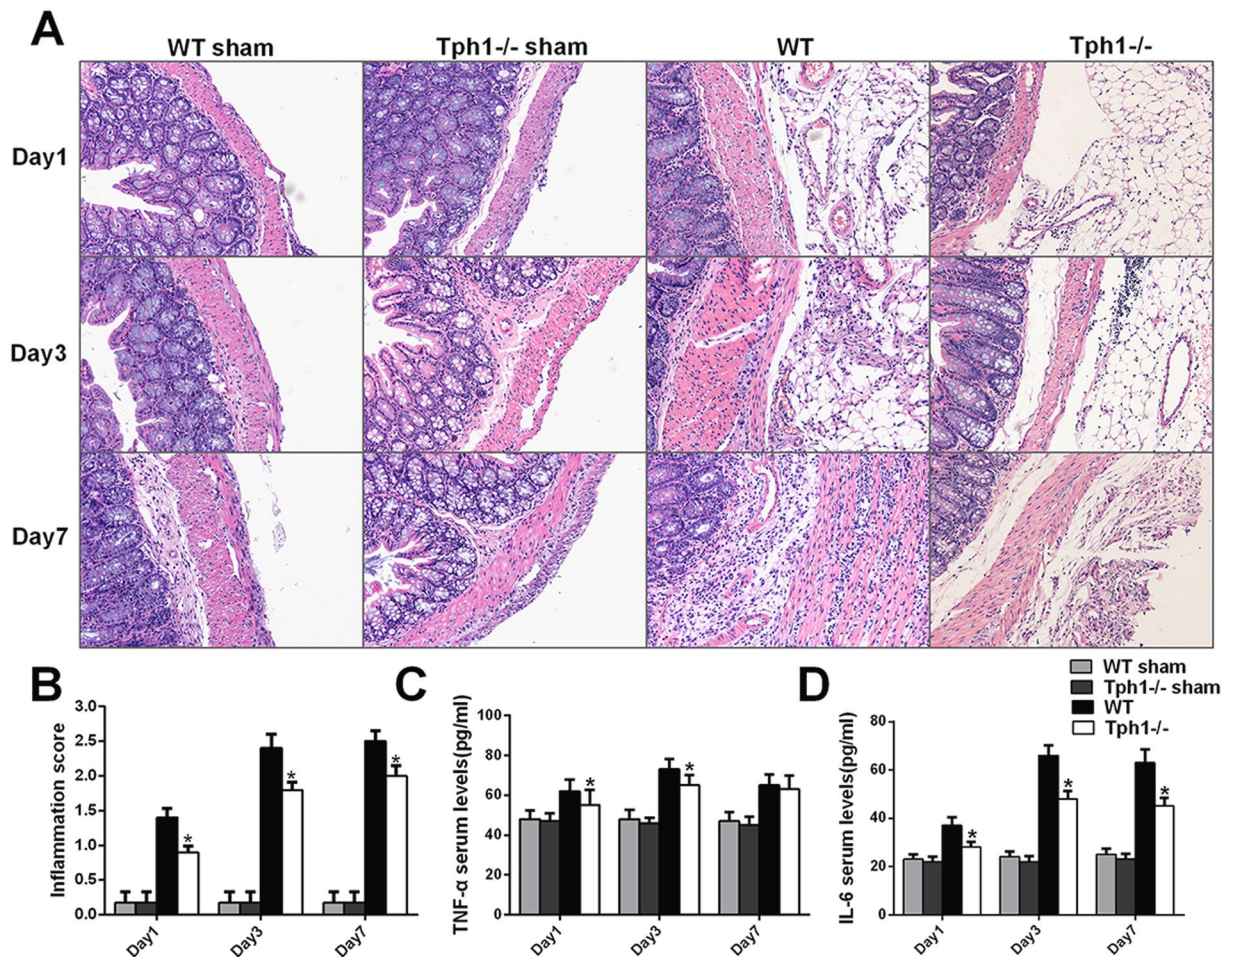 A
WT sham
Tph1-/- sham
WT
Tph1-/-
Day1
Day3
Day7
B
Inflammation score
3.0
2.5
2.0
1.5
1.0
0.5
0.0
*
*
*
Day1
Day3
Day7
C
TNF-α serum levels(pg/ml)
100
80
60
40
20
0
*
*
Day1
Day3
Day7
D
IL-6 serum levels(pg/ml)
80
60
40
20
0
*
*
*
Day1
Day3
Day7
WT sham
Tph1-/- sham
WT
Tph1-/-